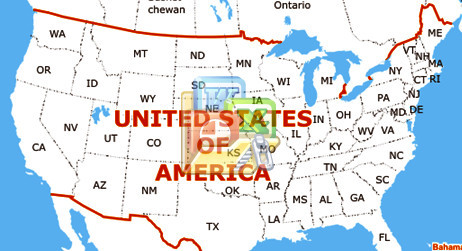 chewan
Ontario
WA
ME
MT
ND
VT
MN
NH
OR
ID
SD
WI
MI
NY
MA
CT RI
WY
IA
PA
NJ
NE
OH
MD DE
NV
UNITED STATES
IL
IN
UT
CO
OF
WV
VA
CA
KS
MO
KY
NC
AMERICA
TN
AZ
NM
OK
AR
SC
MS
AL
GA
TX
LA
FL
Bahama